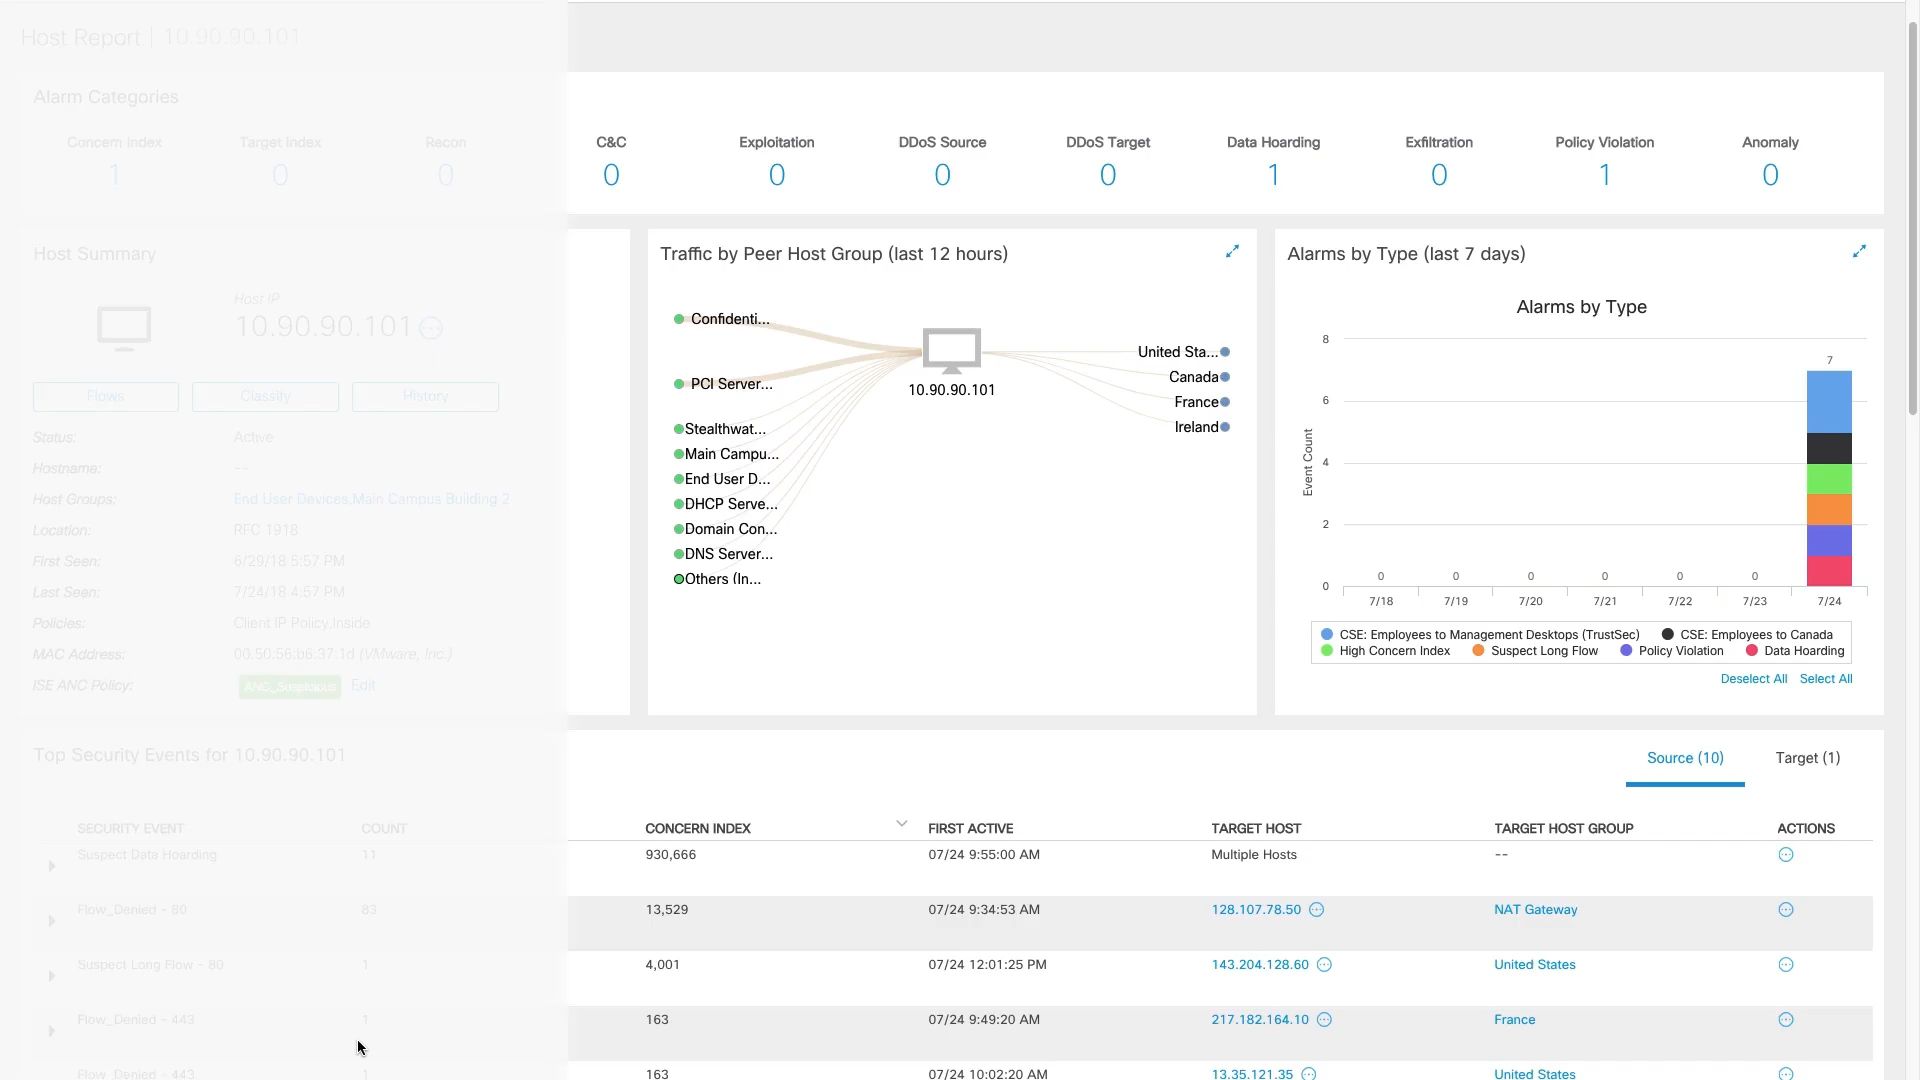 Host Report | 10.90.90.101
Alarm Categories
Concern Index Target Index Recon C&C Exploitation DDoS Source DDoS Target Data Hoarding Exfiltration Policy Violation Anomaly
1 0 0 0 0 0 0 1 0 1 0
Host Summary
Host IP
10.90.90.101
Flows Classify History
Status: Active
Hostname: --
Host Groups: End User Devices,Main Campus Building 2
Location: RFC 1918
First Seen: 6/29/18 5:57 PM
Last Seen: 7/24/18 4:57 PM
Policies: Client IP Policy,Inside
MAC Address: 00:50:56:b6:37:1d (VMware, Inc.)
ISE ANC Policy: Edit
Traffic by Peer Host Group (last 12 hours)
Confidenti...
PCI Server...
Stealthwat...
Main Campu...
End User D...
DHCP Serve...
Domain Con...
DNS Server...
Others (In...
10.90.90.101
United Sta...
Canada
France
Ireland
Alarms by Type (last 7 days)
Alarms by Type
Event Count
8
6
4
2
0
0 0 0 0 0 0 7
7/18 7/19 7/20 7/21 7/22 7/23 7/24
CSE: Employees to Management Desktops (TrustSec) CSE: Employees to Canada
High Concern Index Suspect Long Flow Policy Violation Data Hoarding
Deselect All Select All
Top Security Events for 10.90.90.101
Source (10) Target (1)
SECURITY EVENT COUNT CONCERN INDEX FIRST ACTIVE TARGET HOST TARGET HOST GROUP ACTIONS
Suspect Data Hoarding 11 930,666 07/24 9:55:00 AM Multiple Hosts --
Flow_Denied - 80 83 13,529 07/24 9:34:53 AM 128.107.78.50 NAT Gateway
Suspect Long Flow - 80 1 4,001 07/24 12:01:25 PM 143.204.128.60 United States
Flow_Denied - 443 1 163 07/24 9:49:20 AM 217.182.164.10 France
Flow_Denied - 443 1 163 07/24 10:02:20 AM 13.35.121.35 United States